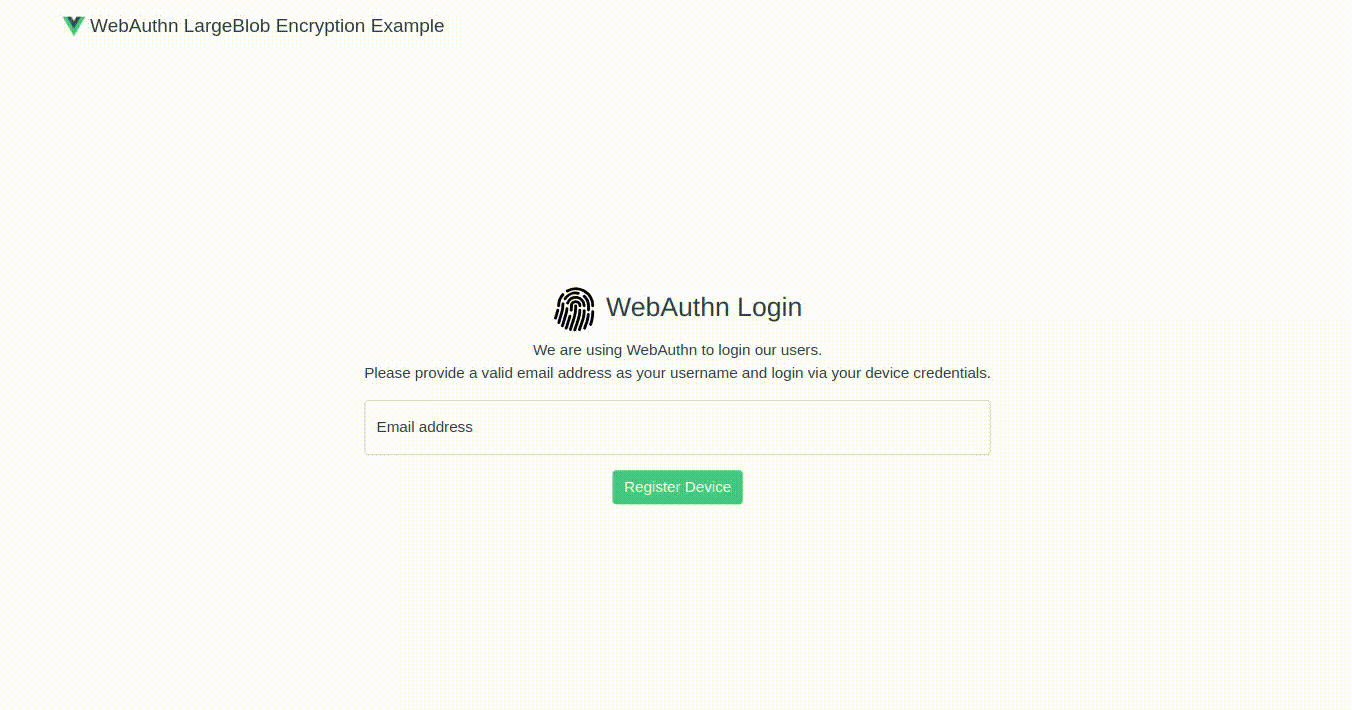 WebAuthn LargeBlob Encryption Example
WebAuthn Login
We are using WebAuthn to login our users.
Please provide a valid email address as your username and login via your device credentials.
Email address
Register Device